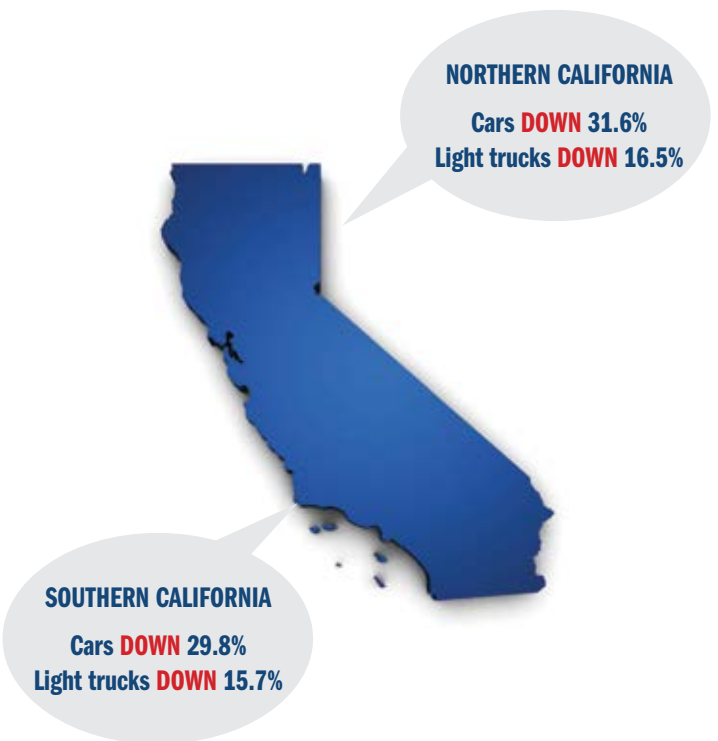 NORTHERN CALIFORNIA
Cars DOWN 31.6%
Light trucks DOWN 16.5%
SOUTHERN CALIFORNIA
Cars DOWN 29.8%
Light trucks DOWN 15.7%